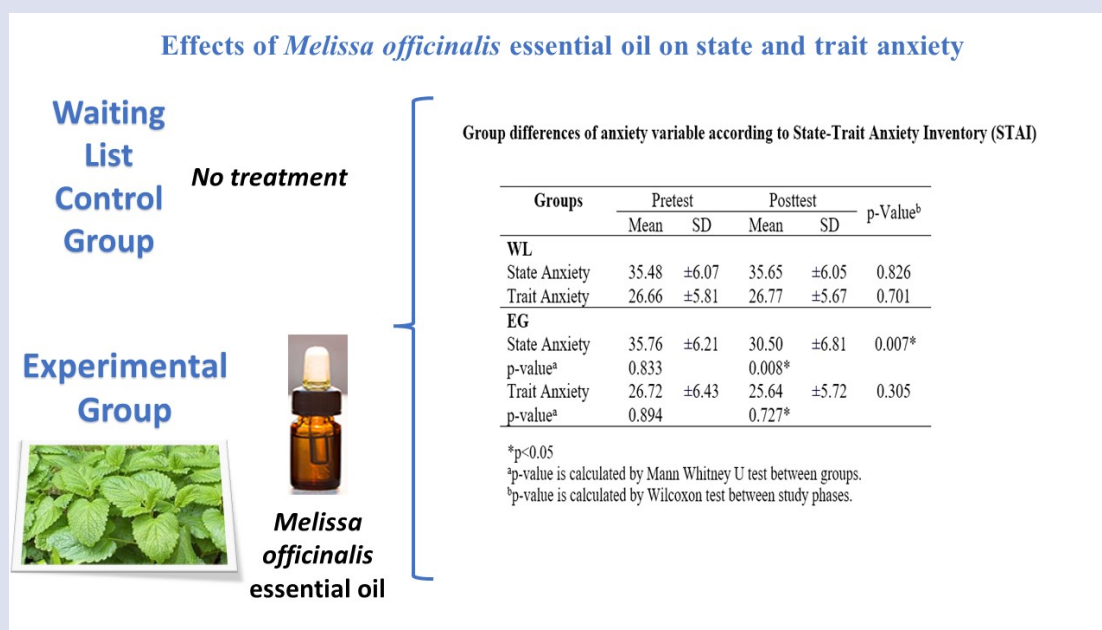 Effects of Melissa officinalis essential oil on state and trait anxiety
Waiting
List
Control
Group
No treatment
Experimental
Group
Melissa
officinalis
essential oil
Group differences of anxiety variable according to State-Trait Anxiety Inventory (STAI)
Groups Pretest Posttest p-Valueᵇ
Mean SD Mean SD
WL
State Anxiety 35.48 ±6.07 35.65 ±6.05 0.826
Trait Anxiety 26.66 ±5.81 26.77 ±5.67 0.701
EG
State Anxiety 35.76 ±6.21 30.50 ±6.81 0.007*
p-valueᵃ 0.833 0.008*
Trait Anxiety 26.72 ±6.43 25.64 ±5.72 0.305
p-valueᵃ 0.894 0.727*
*p<0.05
ᵃp-value is calculated by Mann Whitney U test between groups.
ᵇp-value is calculated by Wilcoxon test between study phases.